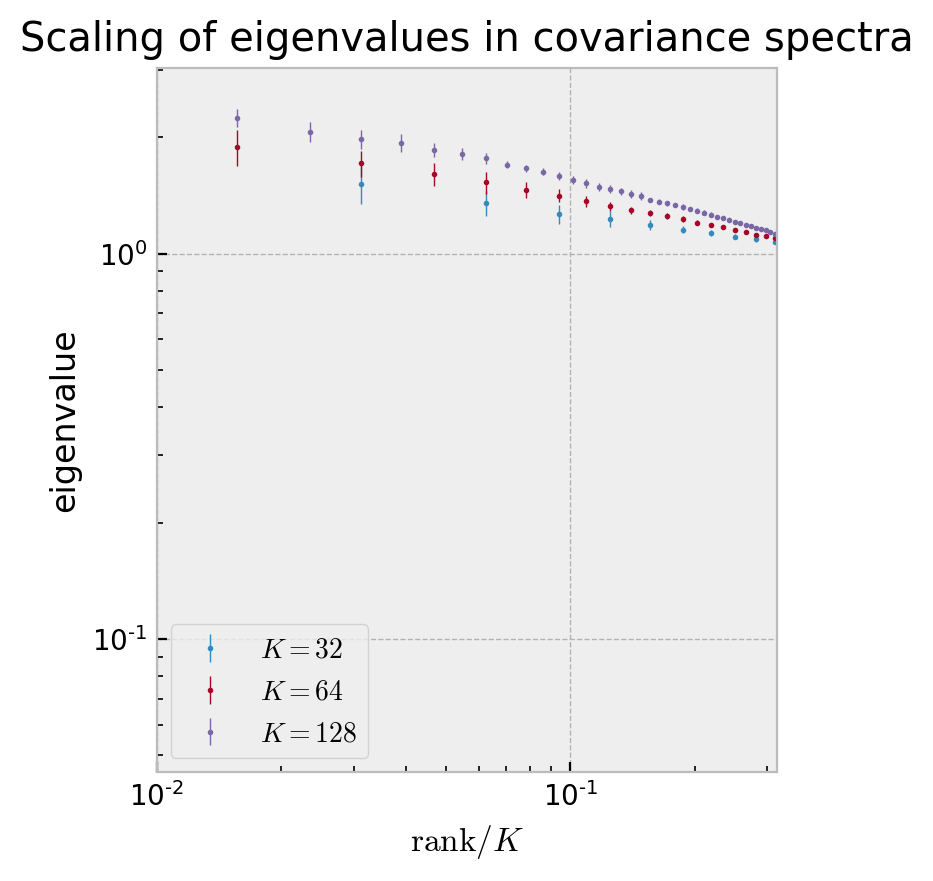 Scaling of eigenvalues in covariance spectra
eigenvalue
10^0
10^-1
K = 32
K = 64
K = 128
10^-2
10^-1
rank/K